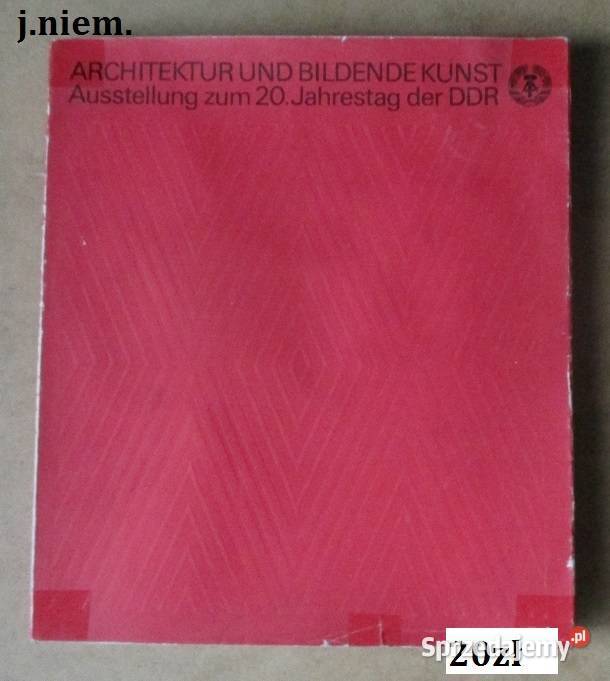 j.niem.
ARCHITEKTUR UND BILDENDE KUNST
Ausstellung zum 20. Jahrestag der DDR
Sprzedajemy.pl
20zł